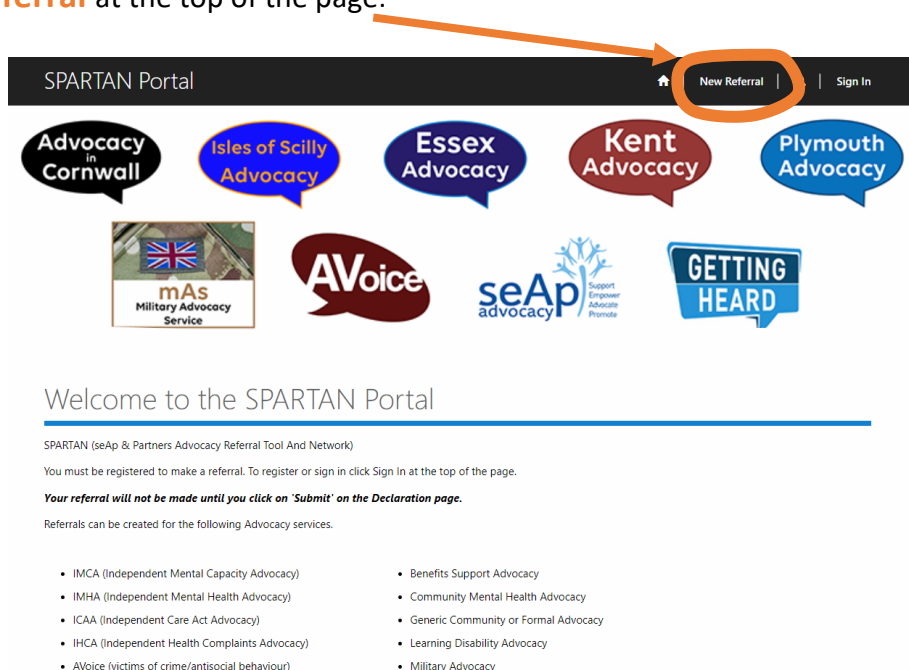 ferral at the top of the page.
SPARTAN Portal
New Referral | | Sign In
Advocacy
in
Cornwall
Isles of Scilly
Advocacy
Essex
Advocacy
Kent
Advocacy
Plymouth
Advocacy
mAs
Military Advocacy
Service
AVoice
seAp
advocacy
Support
Empower
Advocate
Promote
GETTING
HEARD
Welcome to the SPARTAN Portal
SPARTAN (seAp & Partners Advocacy Referral Tool And Network)
You must be registered to make a referral. To register or sign in click Sign In at the top of the page.
Your referral will not be made until you click on 'Submit' on the Declaration page.
Referrals can be created for the following Advocacy services.
• IMCA (Independent Mental Capacity Advocacy)
• IMHA (Independent Mental Health Advocacy)
• ICAA (Independent Care Act Advocacy)
• IHCA (Independent Health Complaints Advocacy)
• AVoice (victims of crime/antisocial behaviour)
• Benefits Support Advocacy
• Community Mental Health Advocacy
• Generic Community or Formal Advocacy
• Learning Disability Advocacy
• Military Advocacy